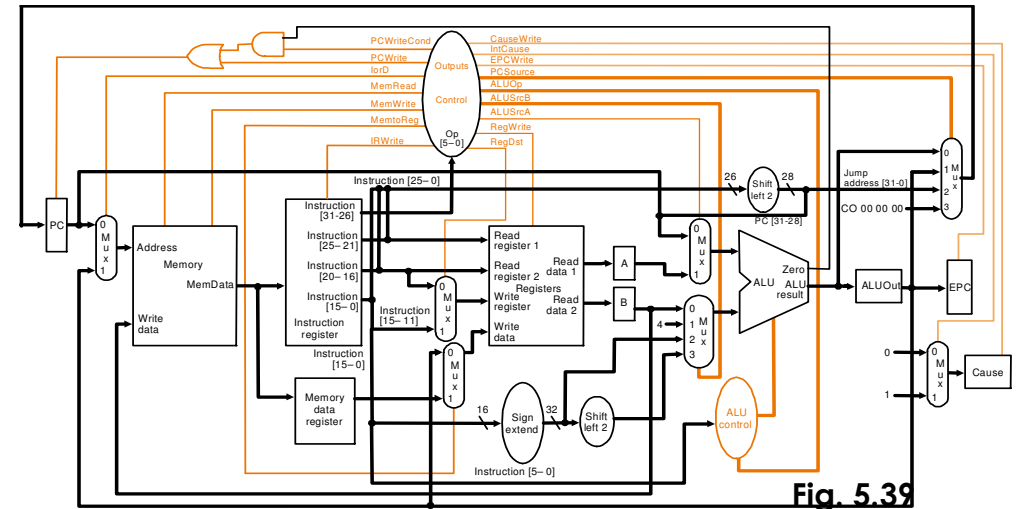 PCWriteCond
PCWrite
IorD
MemRead
MemWrite
MemtoReg
IRWrite
Outputs
Control
Op
[5–0]
CauseWrite
IntCause
EPCWrite
PCSource
ALUOp
ALUSrcB
ALUSrcA
RegWrite
RegDst
Instruction [25–0]
26
Shift
left 2
28
Jump
address [31-0]
PC [31-28]
CO 00 00 00
0
1
2
3
M
u
x
PC
0
M
u
x
1
Address
Memory
MemData
Write
data
Instruction
[31-26]
Instruction
[25–21]
Instruction
[20–16]
Instruction
[15–0]
Instruction
register
Instruction
[15–11]
Instruction
[15–0]
0
M
u
x
1
0
M
u
x
1
Memory
data
register
Read
register 1
Read
register 2
Registers
Write
register
Write
data
Read
data 1
Read
data 2
A
B
4
0
M
u
x
1
0
1
2
3
M
u
x
Zero
ALU
ALU
result
ALUOut
EPC
0
1
0
M
u
x
1
Cause
16
Sign
extend
32
Shift
left 2
ALU
control
Instruction [5–0]
Fig. 5.39